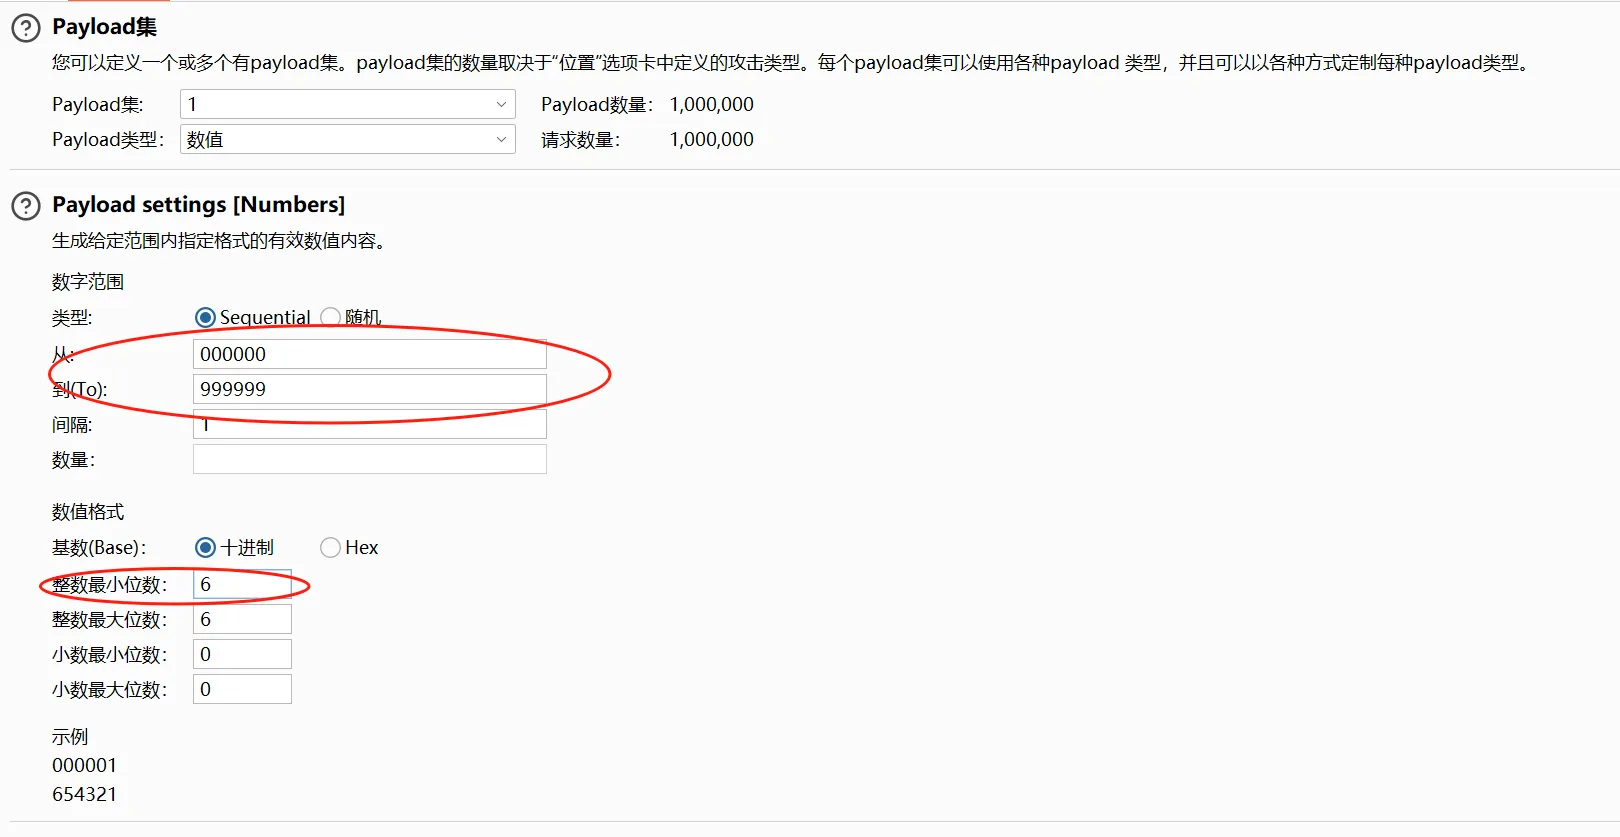 Payload集
您可以定义一个或多个有payload集。payload集的数量取决于“位置”选项卡中定义的攻击类型。每个payload集可以使用各种payload 类型，并且可以以各种方式定制每种payload类型。
Payload集: 1 Payload数量： 1,000,000
Payload类型： 数值 请求数量： 1,000,000
Payload settings [Numbers]
生成给定范围内指定格式的有效数值内容。
数字范围
类型: Sequential 随机
从: 000000
到(To): 999999
间隔: 1
数量：
数值格式
基数(Base)： 十进制 Hex
整数最小位数： 6
整数最大位数： 6
小数最小位数： 0
小数最大位数： 0
示例
000001
654321